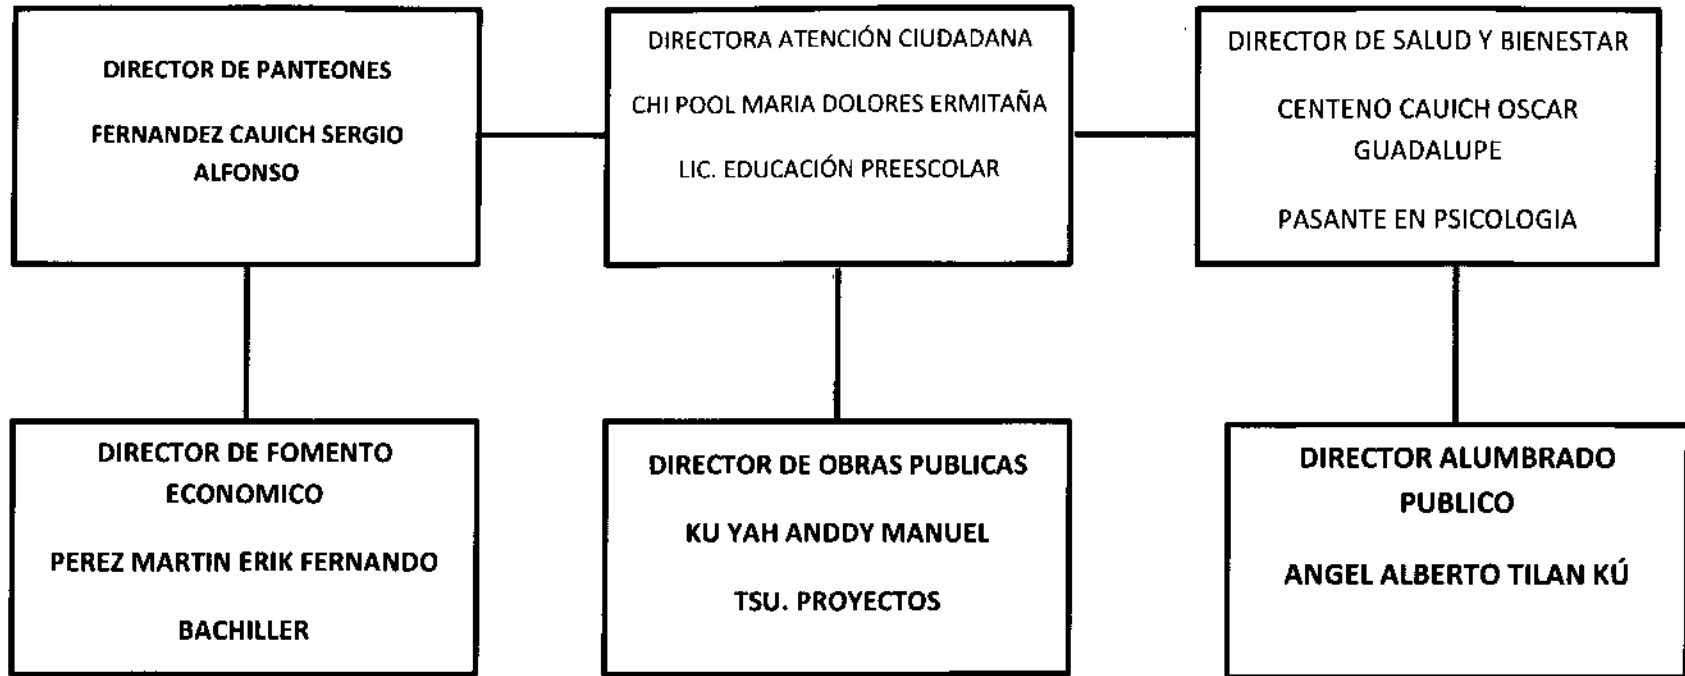 DIRECTOR DE PANTEONES
FERNANDEZ CAUICH SERGIO
ALFONSO
DIRECTORA ATENCIÓN CIUDADANA
CHI POOL MARIA DOLORES ERMITAÑA
LIC. EDUCACIÓN PREESCOLAR
DIRECTOR DE SALUD Y BIENESTAR
CENTENO CAUICH OSCAR
GUADALUPE
PASANTE EN PSICOLOGIA
DIRECTOR DE FOMENTO
ECONOMICO
PEREZ MARTIN ERIK FERNANDO
BACHILLER
DIRECTOR DE OBRAS PUBLICAS
KU YAH ANDDY MANUEL
TSU. PROYECTOS
DIRECTOR ALUMBRADO
PUBLICO
ANGEL ALBERTO TILAN KÚ